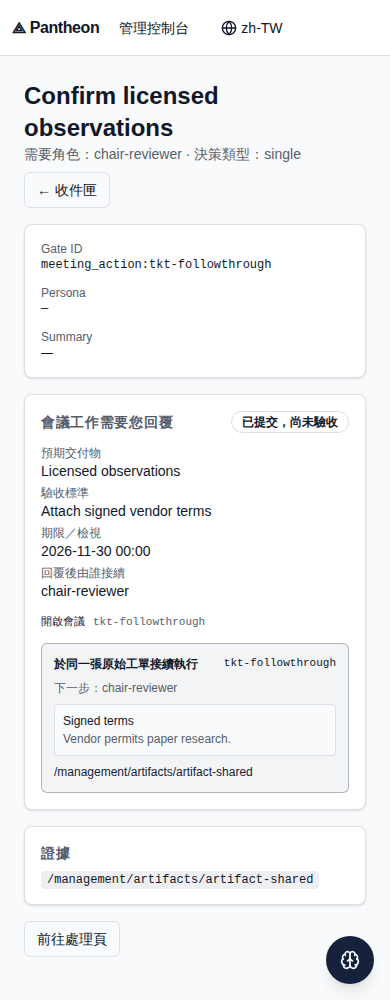 Pantheon 管理控制台 zh-TW
Confirm licensed
observations
需要角色：chair-reviewer · 決策類型：single
← 收件匣
Gate ID
meeting_action:tkt-followthrough
Persona
—
Summary
—
會議工作需要您回覆 已提交，尚未驗收
預期交付物
Licensed observations
驗收標準
Attach signed vendor terms
期限／檢視
2026-11-30 00:00
回覆後由誰接續
chair-reviewer
開啟會議 tkt-followthrough
於同一張原始工單接續執行 tkt-followthrough
下一步：chair-reviewer
Signed terms
Vendor permits paper research.
/management/artifacts/artifact-shared
證據
/management/artifacts/artifact-shared
前往處理頁